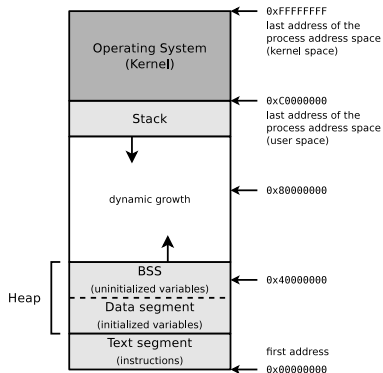 0xFFFFFFFF
last address of the
process address space
(kernel space)
Operating System
(Kernel)
0xC0000000
last address of the
process address space
(user space)
Stack
dynamic growth
0x80000000
BSS
(uninitialized variables)
0x40000000
Heap
Data segment
(initialized variables)
Text segment
(instructions)
first address
0x00000000